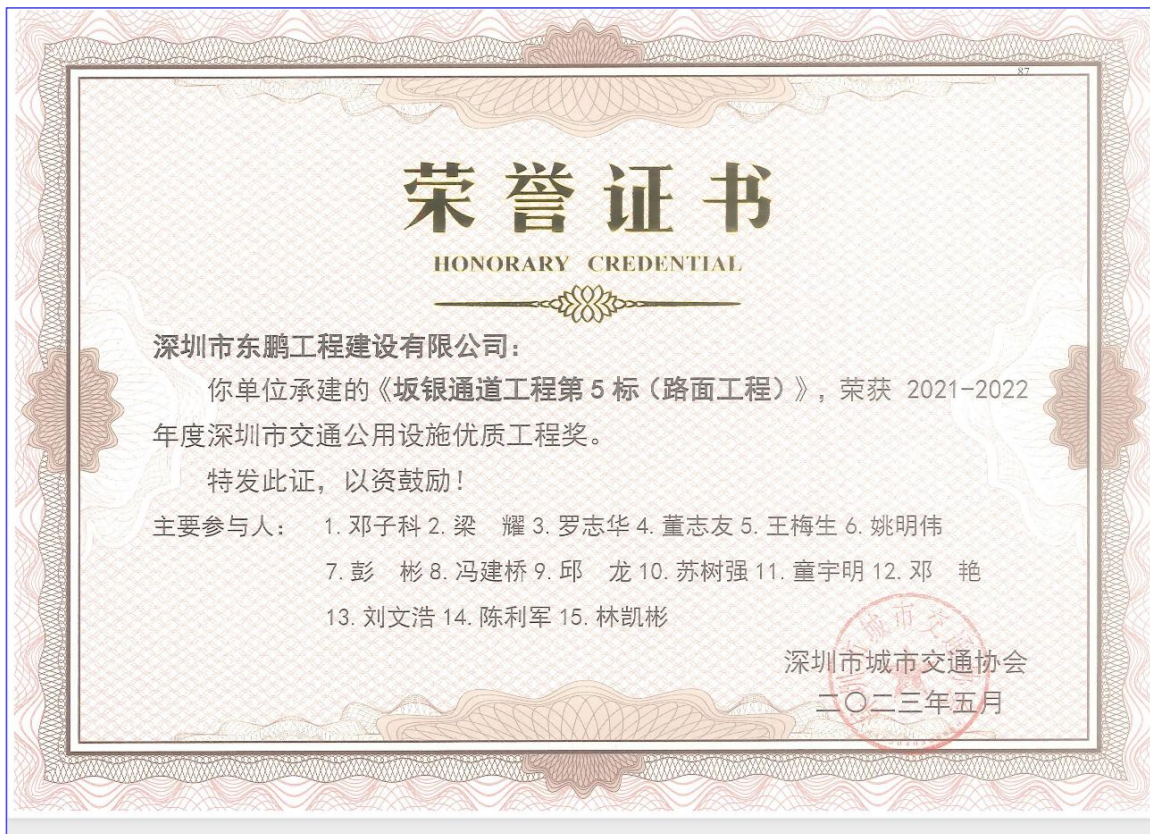 87
荣誉证书
HONORARY CREDENTIAL
深圳市东鹏工程建设有限公司:
你单位承建的《坂银通道工程第5标(路面工程)》,荣获 2021-2022
年度深圳市交通公用设施优质工程奖。
特发此证,以资鼓励!
主要参与人: 1.邓子科 2.梁 耀 3.罗志华 4.董志友 5.王梅生 6.姚明伟
7.彭 彬 8.冯建桥 9.邱 龙 10.苏树强 11.童宇明 12.邓 艳
13.刘文浩 14.陈利军 15.林凯彬
深圳市城市交通协会
二〇二三年五月